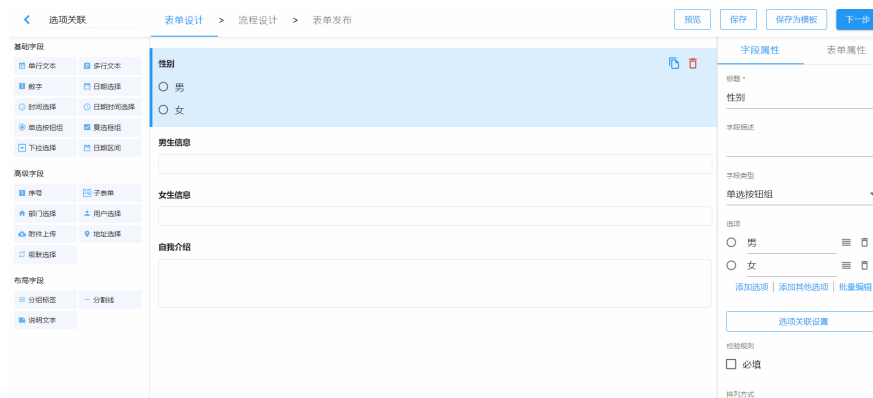 选项关联
表单设计 > 流程设计 > 表单发布
预览 保存 保存为模板 下一步
基础字段
单行文本 多行文本
数字 日期选择
时间选择 日期时间选择
单选按钮组 复选框组
下拉选择 日期区间
高级字段
序号 子表单
部门选择 用户选择
附件上传 地址选择
级联选择
布局字段
分组标签 分割线
说明文字
性别
男
女
男生信息
女生信息
自我介绍
字段属性 表单属性
标题 *
性别
字段描述
字段类型
单选按钮组
选项
男
女
添加选项 | 添加其他选项 | 批量编辑
选项关联设置
校验规则
必填
排列方式